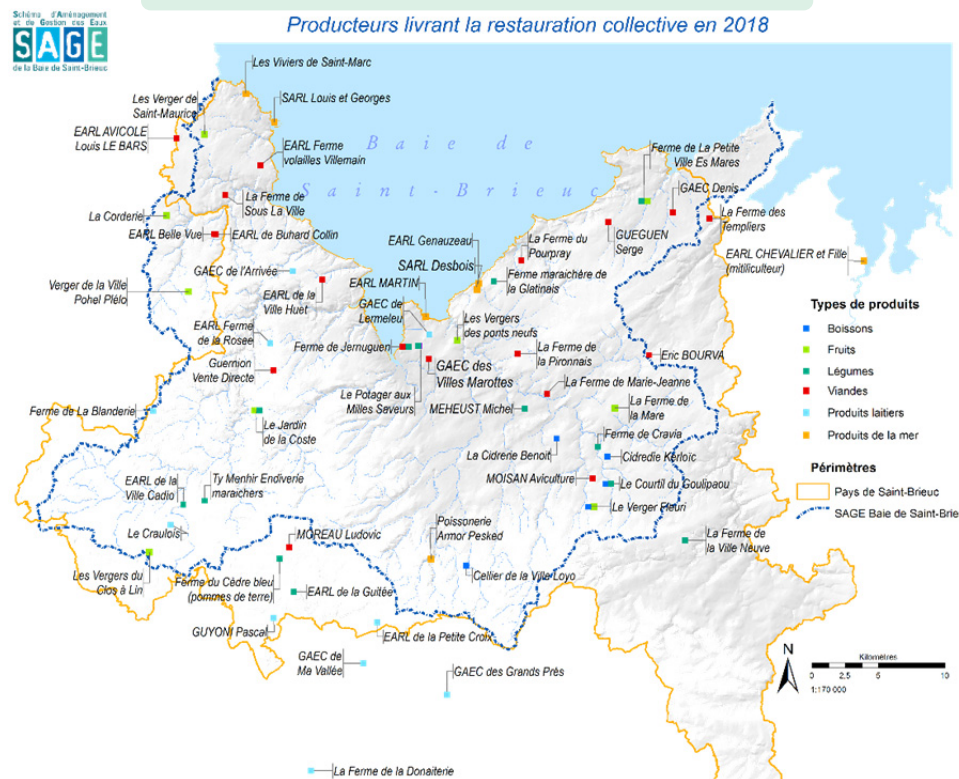 Schéma d'Aménagement
et de Gestion des Eaux
SAGE
de la Baie de Saint-Brieuc
Producteurs livrant la restauration collective en 2018
Les Viviers de Saint-Marc
Les Verger de
Saint-Maurice
SARL Louis et Georges
EARL AVICOLE
Louis LE BARS
EARL Ferme
volailles Villemain
Baie de
Saint-Brieuc
Ferme de La Petite
Ville Es Mares
GAEC Denis
La Ferme de
Sous La Ville
La Corderie
La Ferme des
Templiers
EARL Belle Vue
EARL de Buhard Collin
EARL Genauzeau
La Ferme du
Pourpray
GUEGUEN
Serge
SARL Desbois
EARL CHEVALIER et Fille
(mitiliculteur)
GAEC de l'Arrivée
EARL MARTIN
Ferme maraichère de
la Glatinais
Verger de la Ville
Pohel Plélo
EARL de la
Ville Huet
GAEC de
Lermeleu
Les Vergers
des ponts neufs
EARL Ferme
de la Rosee
Ferme de Jernuguen
La Ferme de
la Pironnais
Eric BOURVA
Guernion
Vente Directe
GAEC des
Villes Marottes
Le Potager aux
Milles Saveurs
La Ferme de Marie-Jeanne
MEHEUST Michel
La Ferme de
la Mare
Ferme de La Blanderie
Le Jardin
de la Coste
Ferme de Cravia
La Cidrerie Benoit
Cidredie Kerloïc
EARL de la
Ville Cadio
Ty Menhir Endiverie
maraichers
MOISAN Aviculture
Le Courtil du Goulipaou
Le Verger Fleuri
Le Craulois
Poissonerie
Armor Pesked
MOREAU Ludovic
La Ferme de
la Ville Neuve
Les Vergers du
Clos à Lin
Ferme du Cèdre bleu
(pommes de terre)
Cellier de la Ville-Loyo
EARL de la Guitée
GUYONI Pascal
EARL de la Petite Croix
GAEC de
Ma Vallée
GAEC des Grands Près
La Ferme de la Donaiterie
Types de produits
Boissons
Fruits
Légumes
Viandes
Produits laitiers
Produits de la mer
Périmètres
Pays de Saint-Brieuc
SAGE Baie de Saint-Brie
N
Kilomètres
0 2.5 5 10
1:170 000